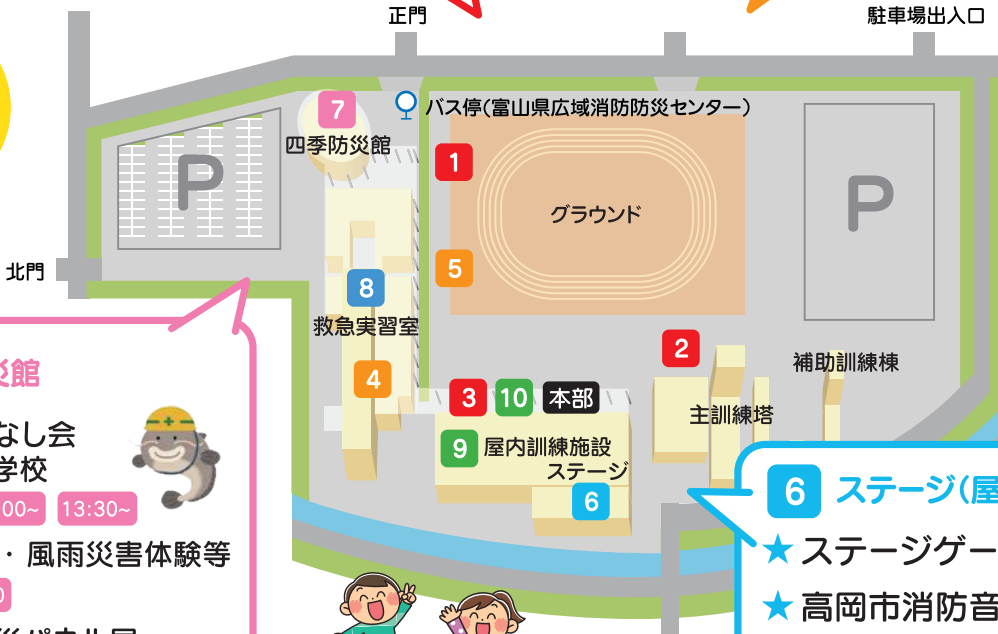 正門
駐車場出入口
7
バス停（富山県広域消防防災センター）
四季防災館
1
P
グラウンド
P
北門
5
8
救急実習室
2
補助訓練棟
4
3 10 本部
主訓練塔
9 屋内訓練施設
ステージ
6
館
なし会
学校
00~ 13:30~
・風雨災害体験等
6 ステージ（屋
★ステージゲー
★高岡市消防音